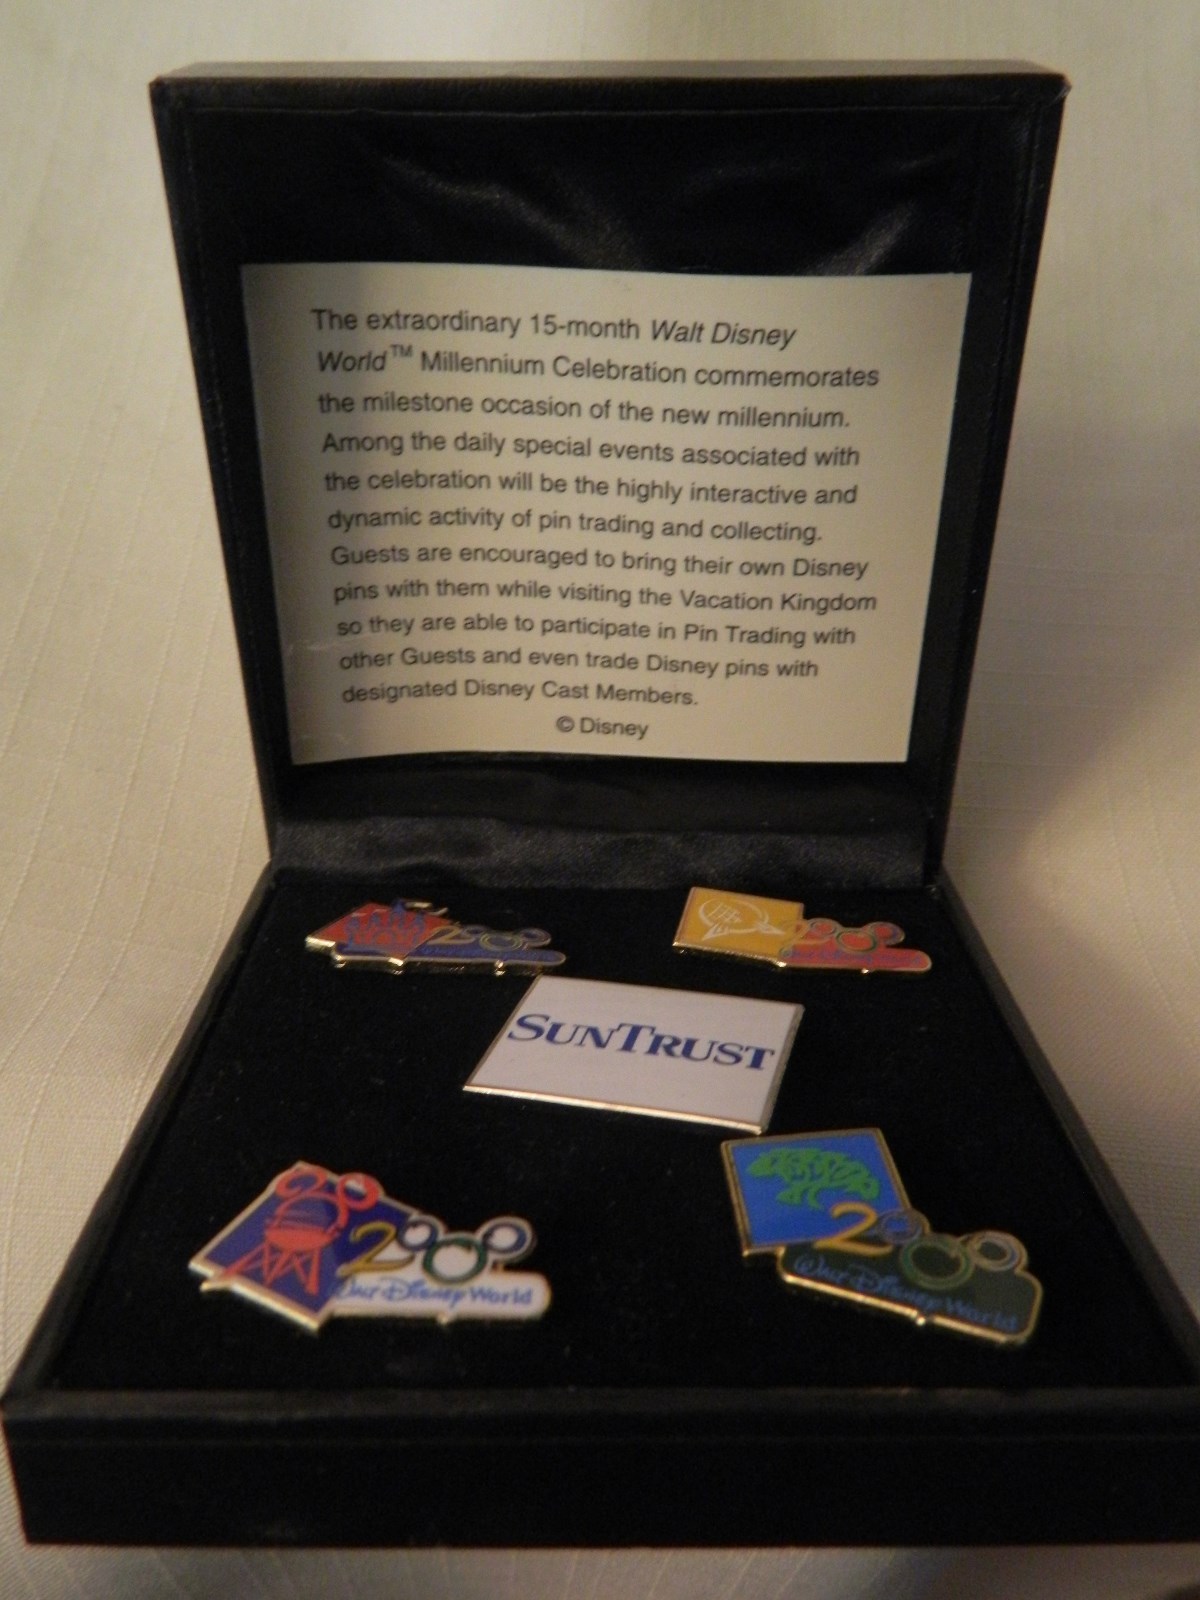 The extraordinary 15-month Walt Disney
World™ Millennium Celebration commemorates
the milestone occasion of the new millennium.
Among the daily special events associated with
the celebration will be the highly interactive and
dynamic activity of pin trading and collecting.
Guests are encouraged to bring their own Disney
pins with them while visiting the Vacation Kingdom
so they are able to participate in Pin Trading with
other Guests and even trade Disney pins with
designated Disney Cast Members.
© Disney
2000
2000
SUNTRUST
2000
Walt Disney World
2000
Walt Disney World